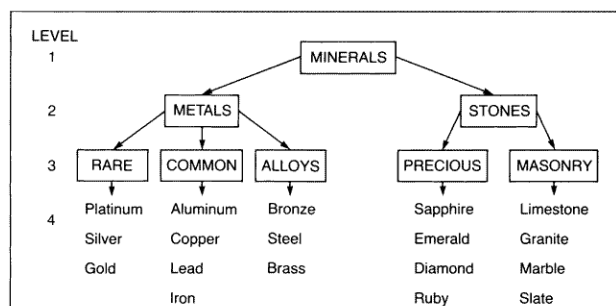 LEVEL
1 MINERALS
2 METALS STONES
3 RARE COMMON ALLOYS PRECIOUS MASONRY
4
Platinum Aluminum Bronze Sapphire Limestone
Silver Copper Steel Emerald Granite
Gold Lead Brass Diamond Marble
Iron Ruby Slate